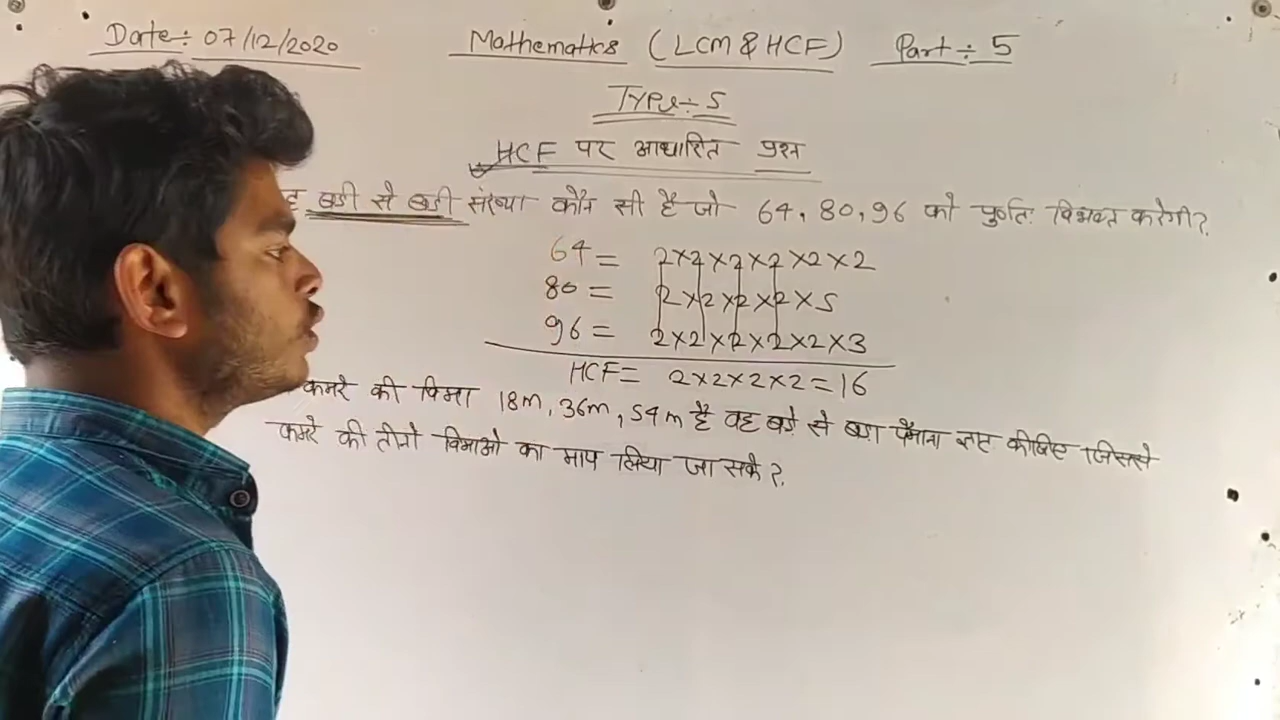 Date:- 07/12/2020 Mathematics (LCM & HCF) Part:- 5
Type:- 5
HCF पर आधारित प्रश्न
बडी से बडी संख्या कौन सी है जो 64, 80, 96 को पुर्णतः विभक्त करेगी?
64 = 2×2×2×2×2×2
80 = 2×2×2×2×5
96 = 2×2×2×2×2×3
HCF = 2×2×2×2=16
कमरे की विमा 18m, 36m, 54m है वह बडे से बडा पैमाना ज्ञात कीजिए जिससे
कमरे की तीनो विमाओ का माप लिया जा सके?